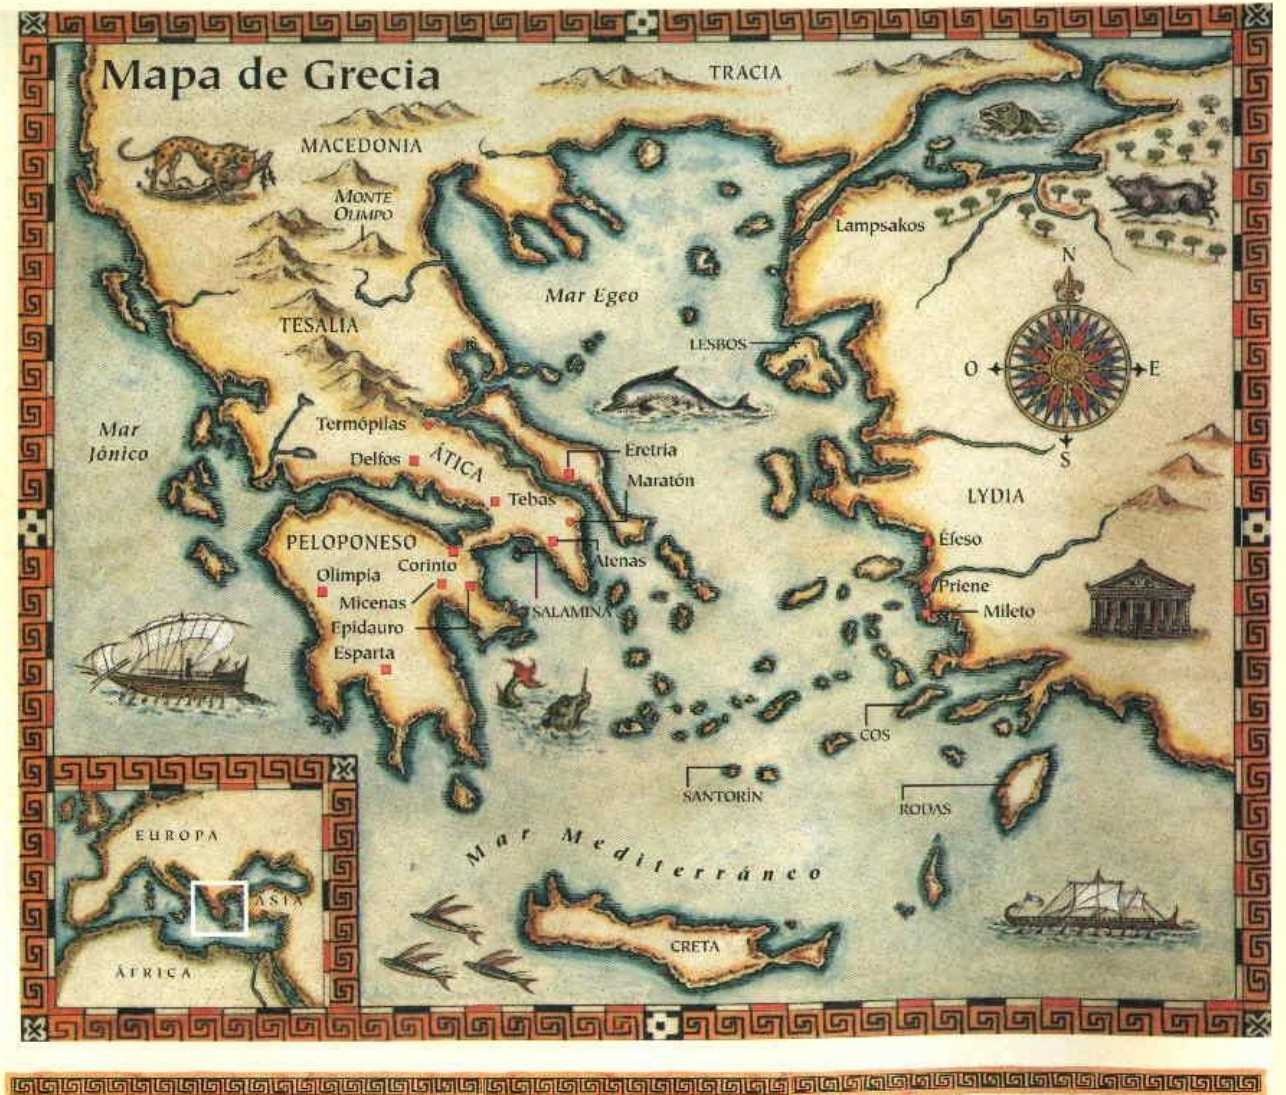 Mapa de Grecia
TRACIA
MACEDONIA
MONTE
OLIMPO
Lampsakos
N
Mar Egeo
TESALIA
LESBOS
O
E
Mar
Jónico
Termópilas
Delfos
ÁTICA
Eretria
S
Maratón
Tebas
LYDIA
PELOPONESO
Corinto
Atenas
Éfeso
Olimpia
Micenas
Priene
SALAMINA
Mileto
Epidauro
Esparta
COS
SANTORÍN
RODAS
Mar Mediterráneo
CRETA
EUROPA
ASIA
ÁFRICA